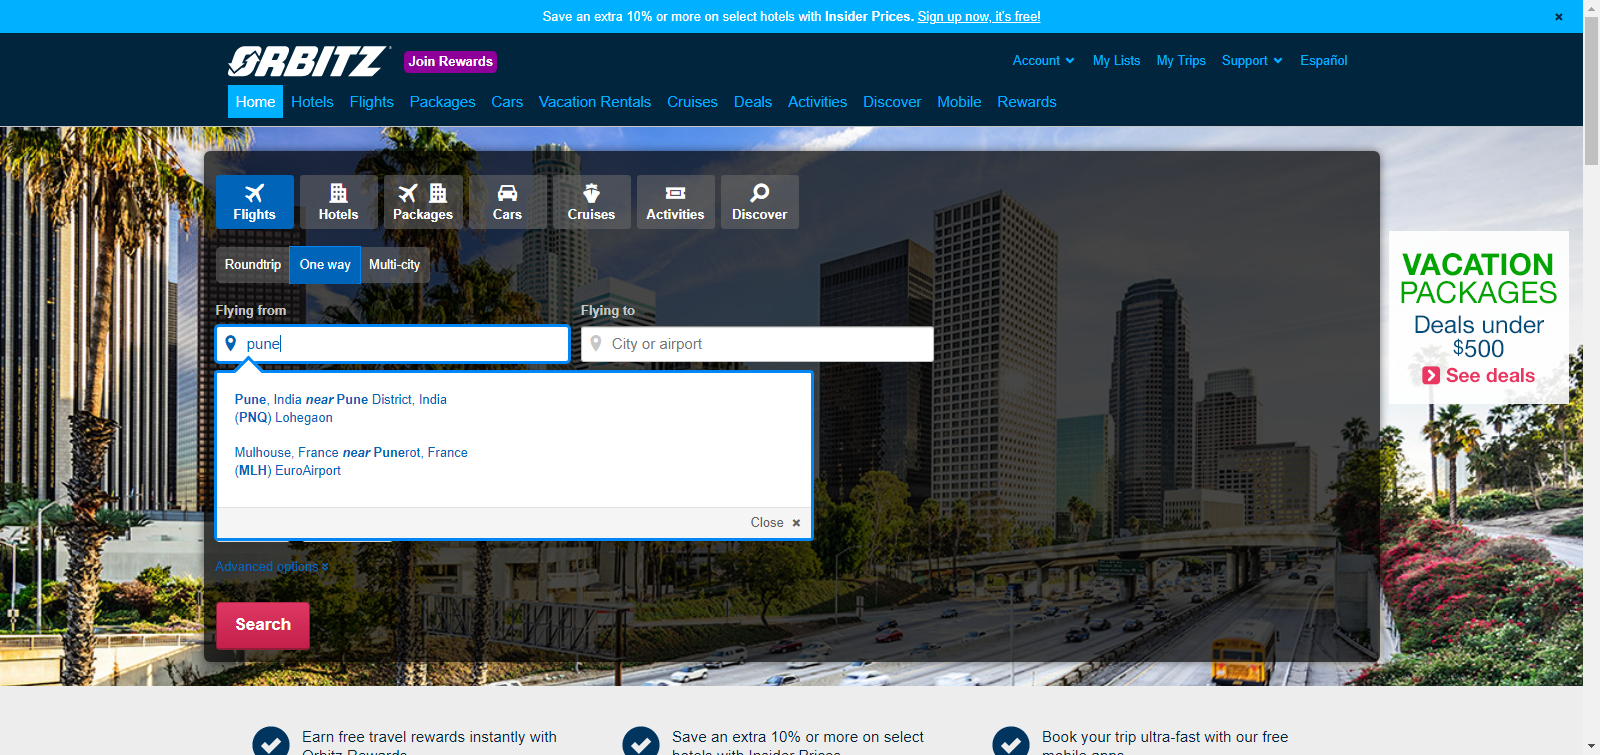 Save an extra 10% or more on select hotels with Insider Prices. Sign up now, it's free!
ORBITZ
Join Rewards
Account
My Lists
My Trips
Support
Español
Home
Hotels
Flights
Packages
Cars
Vacation Rentals
Cruises
Deals
Activities
Discover
Mobile
Rewards
Flights
Hotels
Packages
Cars
Cruises
Activities
Discover
Roundtrip
One way
Multi-city
Flying from
Flying to
pune
City or airport
Pune, India near Pune District, India
(PNQ) Lohegaon
Mulhouse, France near Punerot, France
(MLH) EuroAirport
Close
Advanced options
Search
VACATION
PACKAGES
Deals under
$500
See deals
Earn free travel rewards instantly with
Orbitz Rewards
Save an extra 10% or more on select
hotels with Insider Prices
Book your trip ultra-fast with our free
mobile apps